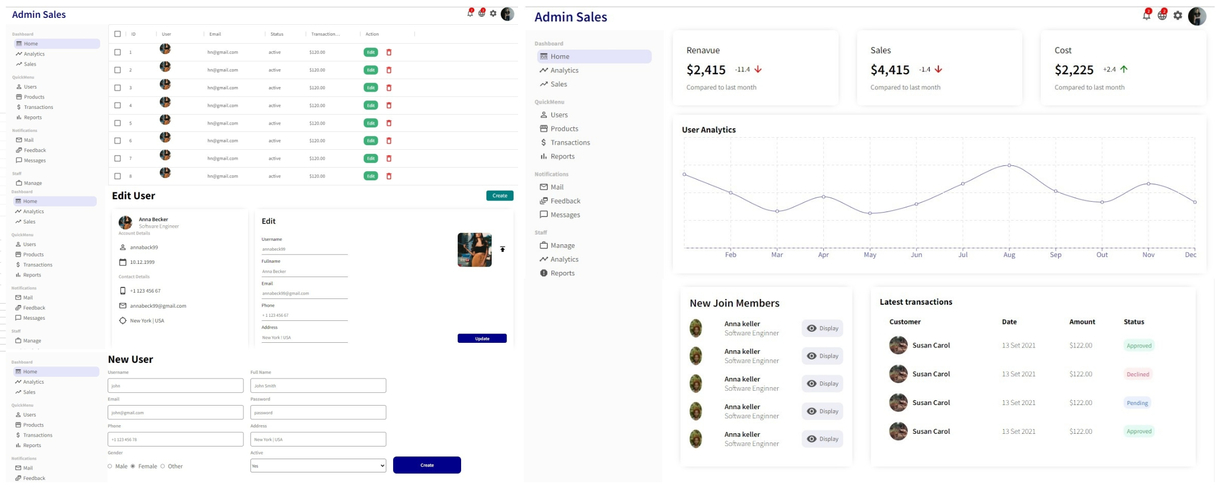 Admin Sales
Dashboard
Home
Analytics
Sales
QuickMenu
Users
Products
Transactions
Reports
Notifications
Mail
Feedback
Messages
Staff
Manage
ID User Email Status Transaction... Action
1 hn@gmail.com active $120.00 Edit
2 hn@gmail.com active $120.00 Edit
3 hn@gmail.com active $120.00 Edit
4 hn@gmail.com active $120.00 Edit
5 hn@gmail.com active $120.00 Edit
6 hn@gmail.com active $120.00 Edit
7 hn@gmail.com active $120.00 Edit
8 hn@gmail.com active $120.00 Edit
Dashboard
Home
Analytics
Sales
QuickMenu
Users
Products
Transactions
Reports
Notifications
Mail
Feedback
Messages
Staff
Manage
Edit User Create
Anna Becker
Software Engineer
Account Details
annaback99
10.12.1999
Contact Details
+1 123 456 67
annaback99@gmail.com
New York | USA
Edit
Username
annabeck99
Fullname
Anna Becker
Email
annabeck99@gmail.com
Phone
+ 1 123 456 67
Address
New York | USA
Update
Dashboard
Home
Analytics
Sales
QuickMenu
Users
Products
Transactions
Reports
Notifications
Mail
Feedback
New User
Username Full Name
john John Smith
Email Password
john@gmail.com password
Phone Address
+1 123 456 78 New York | USA
Gender Active
Male Female Other
Create
Admin Sales
Dashboard
Home
Analytics
Sales
QuickMenu
Users
Products
Transactions
Reports
Notifications
Mail
Feedback
Messages
Staff
Manage
Analytics
Reports
Renavue
$2,415 -11.4
Compared to last month
Sales
$4,415 -1.4
Compared to last month
Cost
$2,225 +2.4
Compared to last month
User Analytics
Feb Mar Apr May Jun Jul Aug Sep Out Nov Dec
New Join Members
Anna keller
Software Enginner
Display
Anna keller
Software Enginner
Display
Anna keller
Software Enginner
Display
Anna keller
Software Enginner
Display
Anna keller
Software Enginner
Display
Latest transactions
Customer Date Amount Status
Susan Carol 13 Set 2021 $122.00 Approved
Susan Carol 13 Set 2021 $122.00 Declined
Susan Carol 13 Set 2021 $122.00 Pending
Susan Carol 13 Set 2021 $122.00 Approved